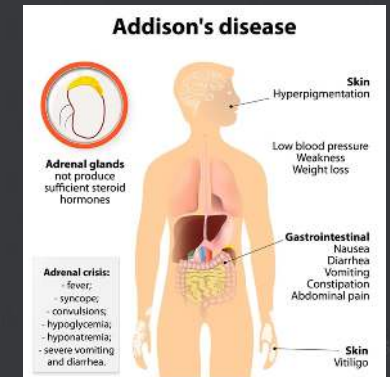 Addison's disease
Skin
Hyperpigmentation
Adrenal glands
not produce
sufficient steroid
hormones
Low blood pressure
Weakness
Weight loss
Gastrointestinal
Nausea
Diarrhea
Vomiting
Constipation
Abdominal pain
Adrenal crisis:
- fever;
- syncope;
- convulsions;
- hypoglycemia;
- hyponatremia;
- severe vomiting
and diarrhea.
Skin
Vitiligo